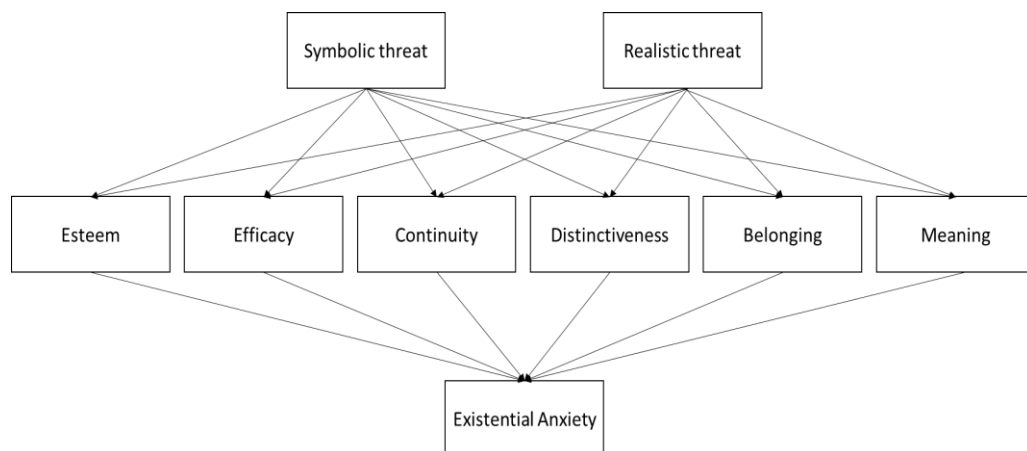 Symbolic threat
Realistic threat
Esteem
Efficacy
Continuity
Distinctiveness
Belonging
Meaning
Existential Anxiety